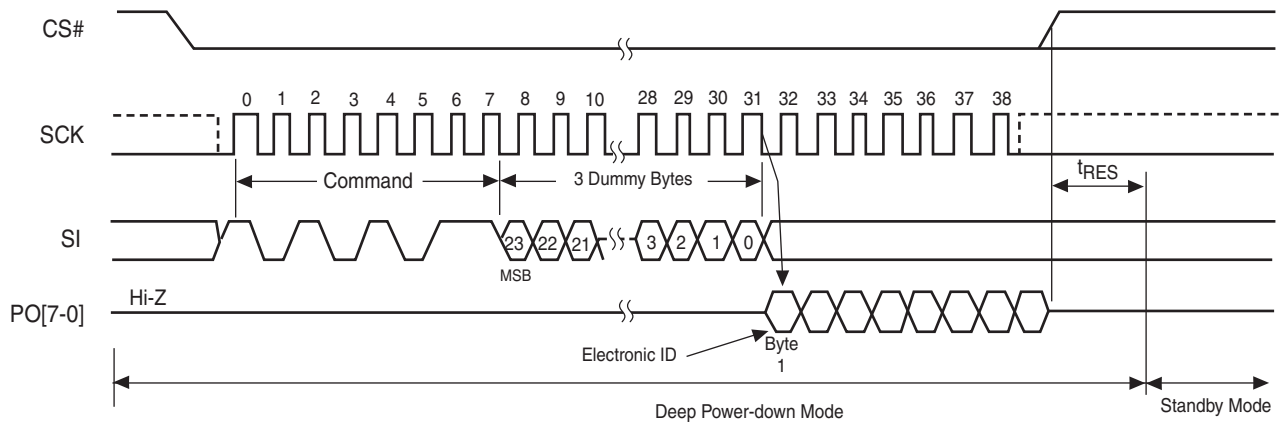 CS#
0 1 2 3 4 5 6 7 8 9 10 28 29 30 31 32 33 34 35 36 37 38
SCK
tRES
Command
3 Dummy Bytes
SI
23 22 21 3 2 1 0
MSB
Hi-Z
PO[7-0]
Electronic ID
Byte
1
Deep Power-down Mode
Standby Mode